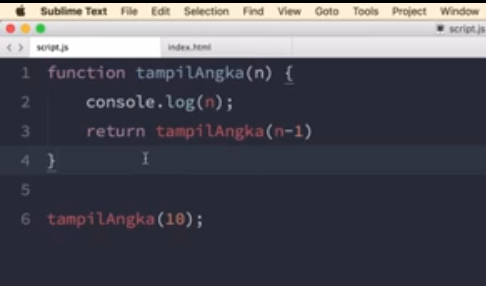 Sublime Text File Edit Selection Find View Goto Tools Project Window
script.js
script.js index.html
1 function tampilAngka(n) {
2 console.log(n);
3 return tampilAngka(n-1)
4 }
5
6 tampilAngka(10);